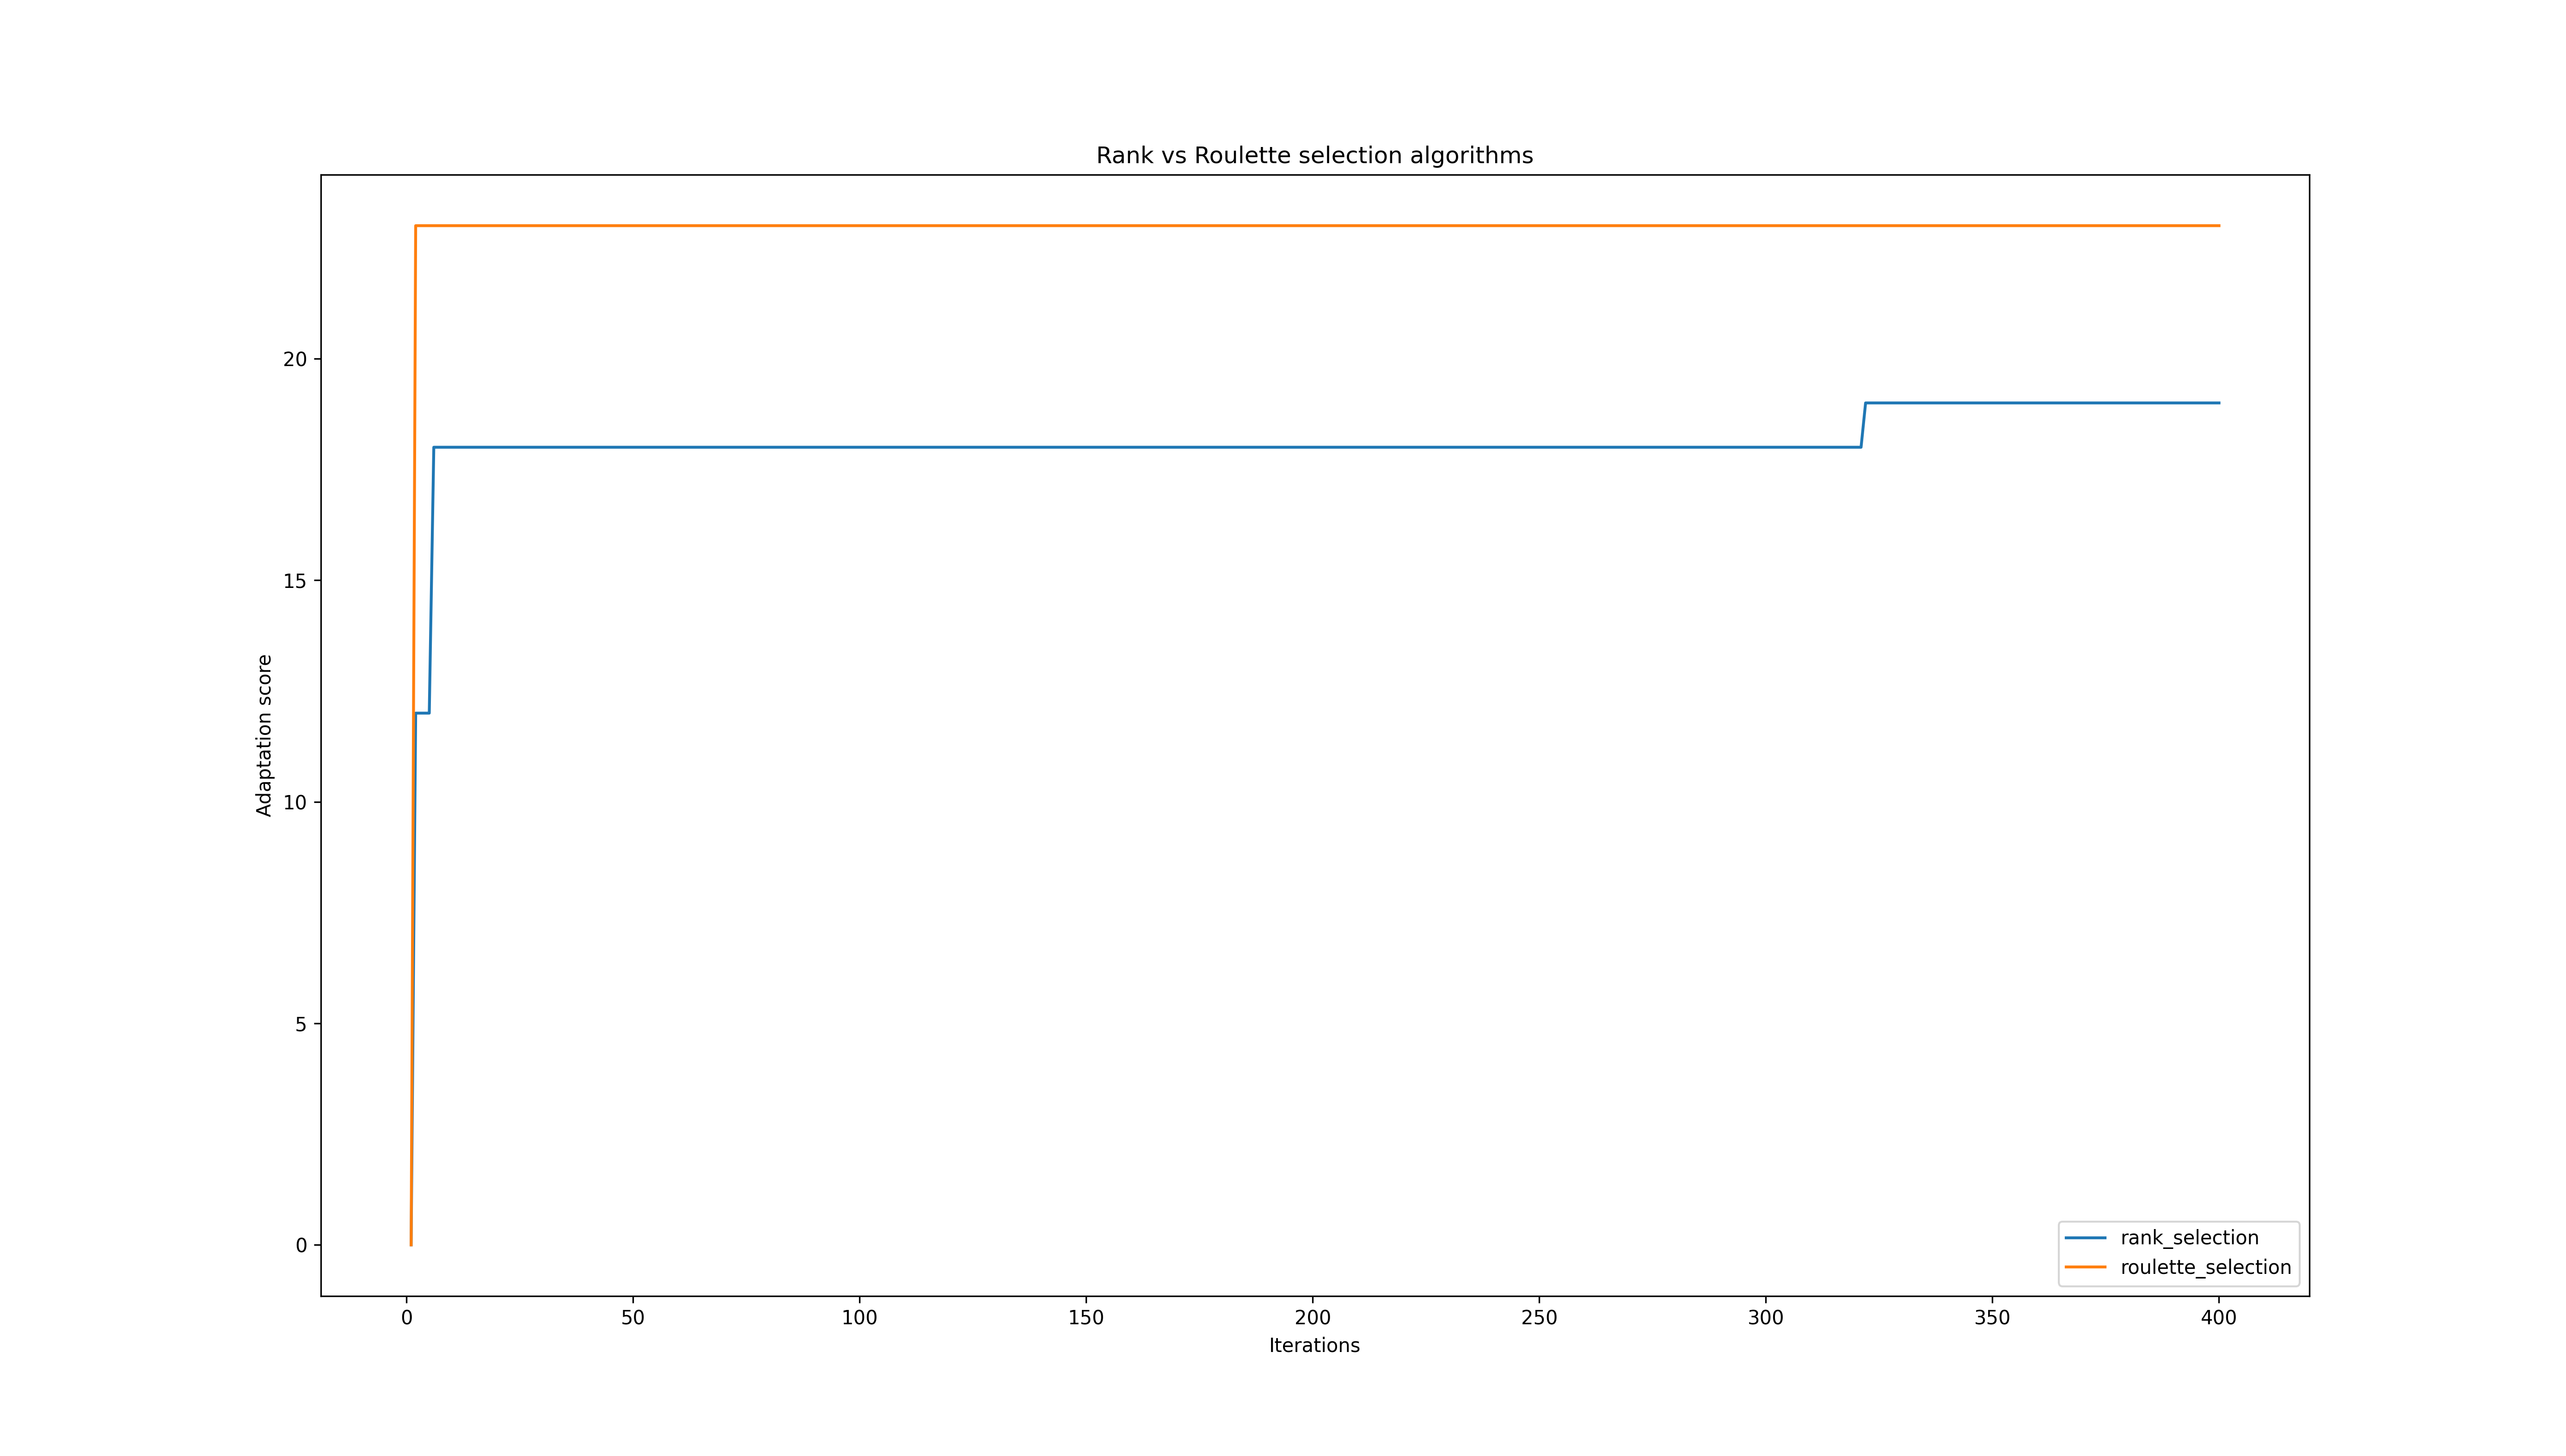 Rank vs Roulette selection algorithms
Adaptation score
20
15
10
5
0
0 50 100 150 200 250 300 350 400
Iterations
rank_selection
roulette_selection